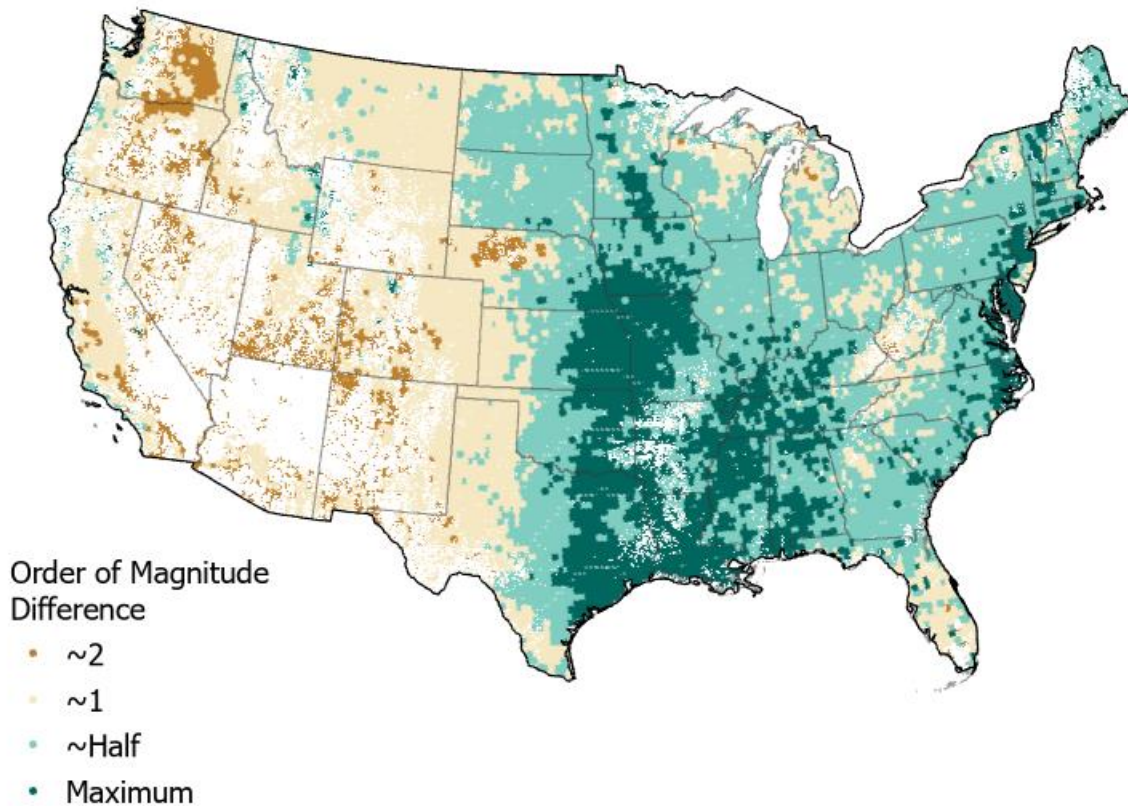 Order of Magnitude
Difference
~2
~1
~Half
Maximum